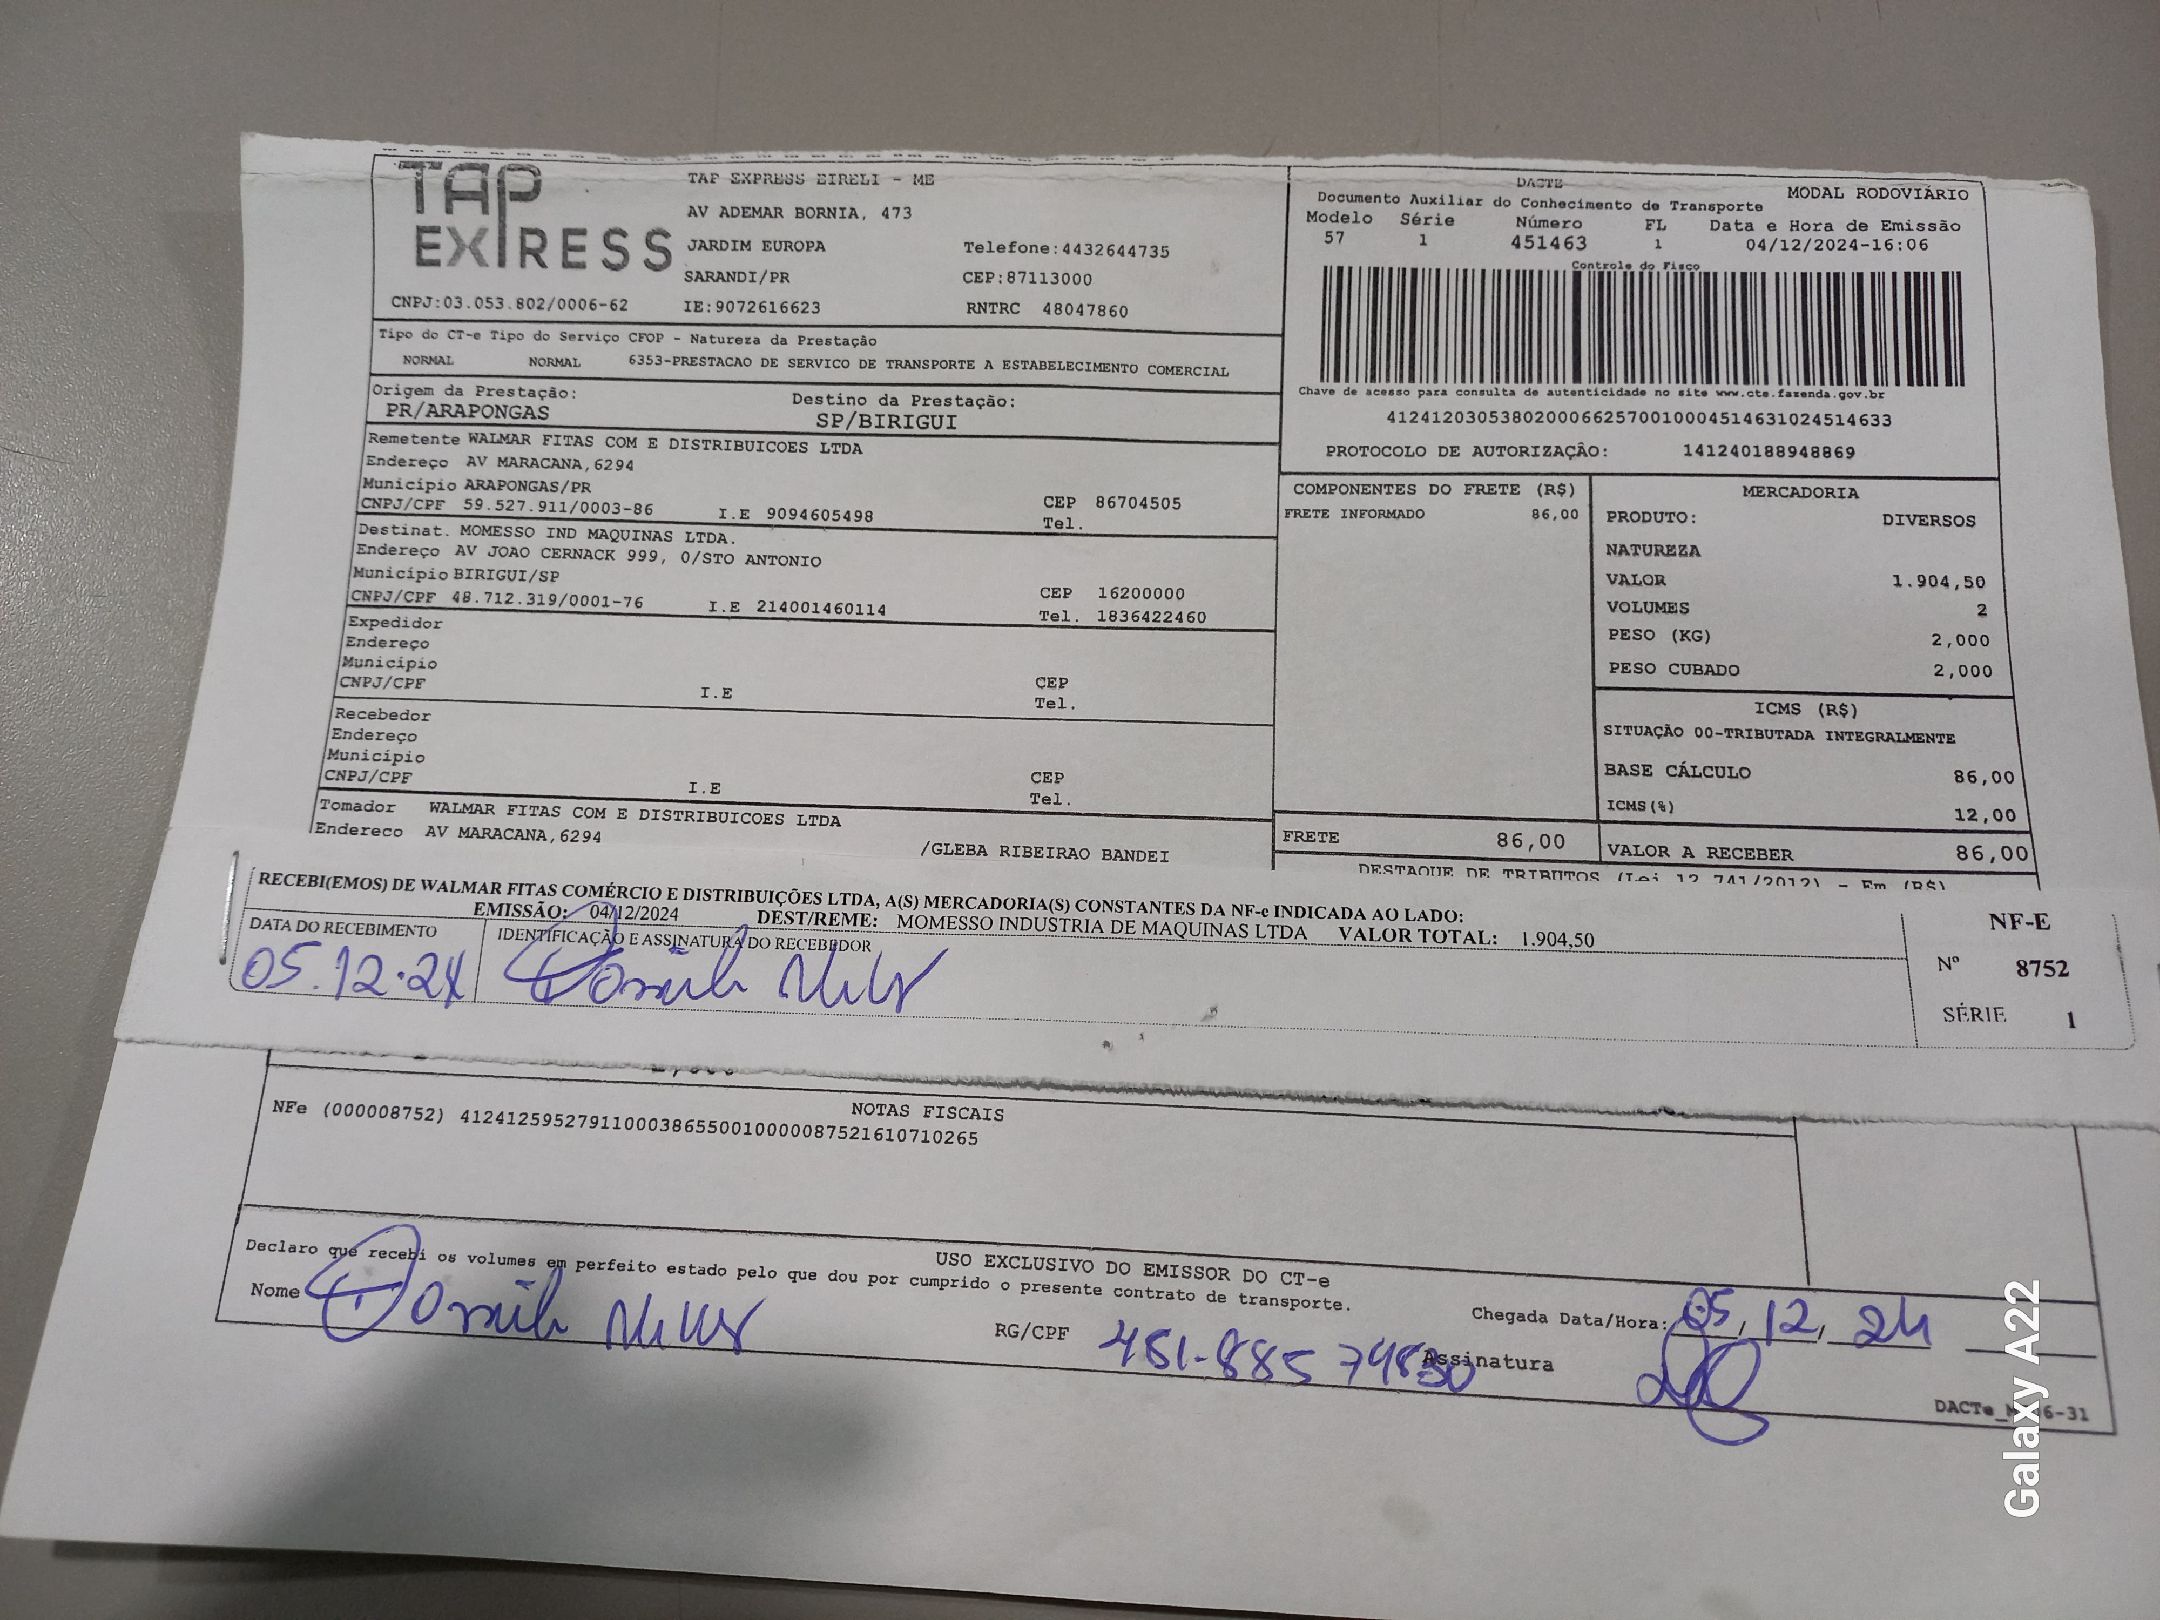 TAP
EXPRESS
TAP EXPRESS EIRELI - ME
AV ADEMAR BORNIA, 473
JARDIM EUROPA Telefone:4432644735
SARANDI/PR CEP:87113000
CNPJ:03.053.802/0006-62 IE:9072616623 RNTRC 48047860
DACTE MODAL RODOVIÁRIO
Documento Auxiliar do Conhecimento de Transporte
Modelo Série Número FL Data e Hora de Emissão
57 1 451463 1 04/12/2024-16:06
Controle do Fisco
Chave de acesso para consulta de autenticidade no site www.cte.fazenda.gov.br
41241203053802000662570010004514631024514633
PROTOCOLO DE AUTORIZAÇÃO: 141240188948869
Tipo do CT-e Tipo do Serviço CFOP - Natureza da Prestação
NORMAL NORMAL 6353-PRESTACAO DE SERVICO DE TRANSPORTE A ESTABELECIMENTO COMERCIAL
Origem da Prestação: Destino da Prestação:
PR/ARAPONGAS SP/BIRIGUI
Remetente WALMAR FITAS COM E DISTRIBUICOES LTDA
Endereço AV MARACANA,6294
Município ARAPONGAS/PR CEP 86704505
CNPJ/CPF 59.527.911/0003-86 I.E 9094605498 Tel.
Destinat. MOMESSO IND MAQUINAS LTDA.
Endereço AV JOAO CERNACK 999, 0/STO ANTONIO
Município BIRIGUI/SP CEP 16200000
CNPJ/CPF 48.712.319/0001-76 I.E 214001460114 Tel. 1836422460
Expedidor
Endereço
Município CEP
CNPJ/CPF I.E Tel.
Recebedor
Endereço
Município CEP
CNPJ/CPF I.E Tel.
Tomador WALMAR FITAS COM E DISTRIBUICOES LTDA
Endereco AV MARACANA,6294 /GLEBA RIBEIRAO BANDEI
COMPONENTES DO FRETE (R$)
FRETE INFORMADO 86,00
FRETE 86,00
MERCADORIA
PRODUTO: DIVERSOS
NATUREZA
VALOR 1.904,50
VOLUMES 2
PESO (KG) 2,000
PESO CUBADO 2,000
ICMS (R$)
SITUAÇÃO 00-TRIBUTADA INTEGRALMENTE
BASE CÁLCULO 86,00
ICMS(%) 12,00
VALOR A RECEBER 86,00
DESTAQUE DE TRIBUTOS (Lei 12.741/2012) - Em (R$)
RECEBI(EMOS) DE WALMAR FITAS COMÉRCIO E DISTRIBUIÇÕES LTDA, A(S) MERCADORIA(S) CONSTANTES DA NF-e INDICADA AO LADO:
EMISSÃO: 04/12/2024 DEST/REME: MOMESSO INDUSTRIA DE MAQUINAS LTDA VALOR TOTAL: 1.904,50
DATA DO RECEBIMENTO IDENTIFICAÇÃO E ASSINATURA DO RECEBEDOR
05.12.24
NF-E
Nº 8752
SÉRIE 1
NOTAS FISCAIS
NFe (000008752) 41241259527911000386550010000087521610710265
USO EXCLUSIVO DO EMISSOR DO CT-e
Declaro que recebi os volumes em perfeito estado pelo que dou por cumprido o presente contrato de transporte.
Nome RG/CPF Chegada Data/Hora: 05, 12, 24
Assinatura
Galaxy A22